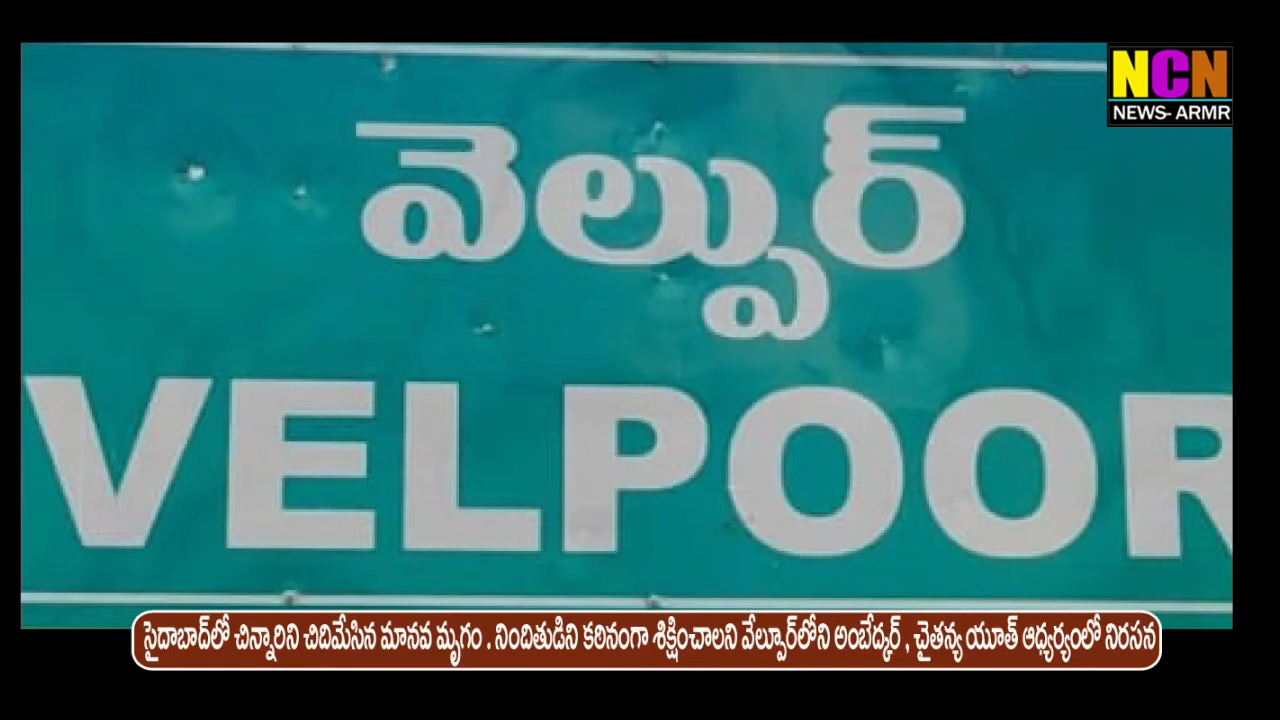 NCN
NEWS- ARMR
వెల్పుర్
VELPOOR
సైదాబాద్‌లో చిన్నారిని చిదిమేసిన మానవ మృగం . నిందితుడిని కఠినంగా శిక్షించాలని వేల్పూర్‌లోని అంబేద్కర్ , చైతన్య యూత్ ఆధ్వర్యంలో నిరసన